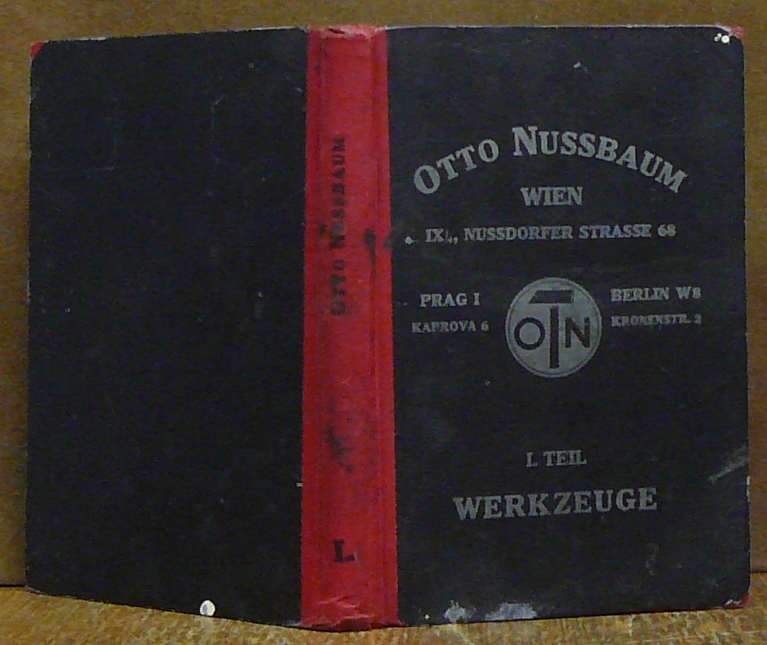 OTTO NUSSBAUM
I.
OTTO NUSSBAUM
WIEN
IX/1, NUSSDORFER STRASSE 68
PRAG I
KAPROVA 6
OTN
BERLIN W8
KRONENSTR. 3
I. TEIL
WERKZEUGE